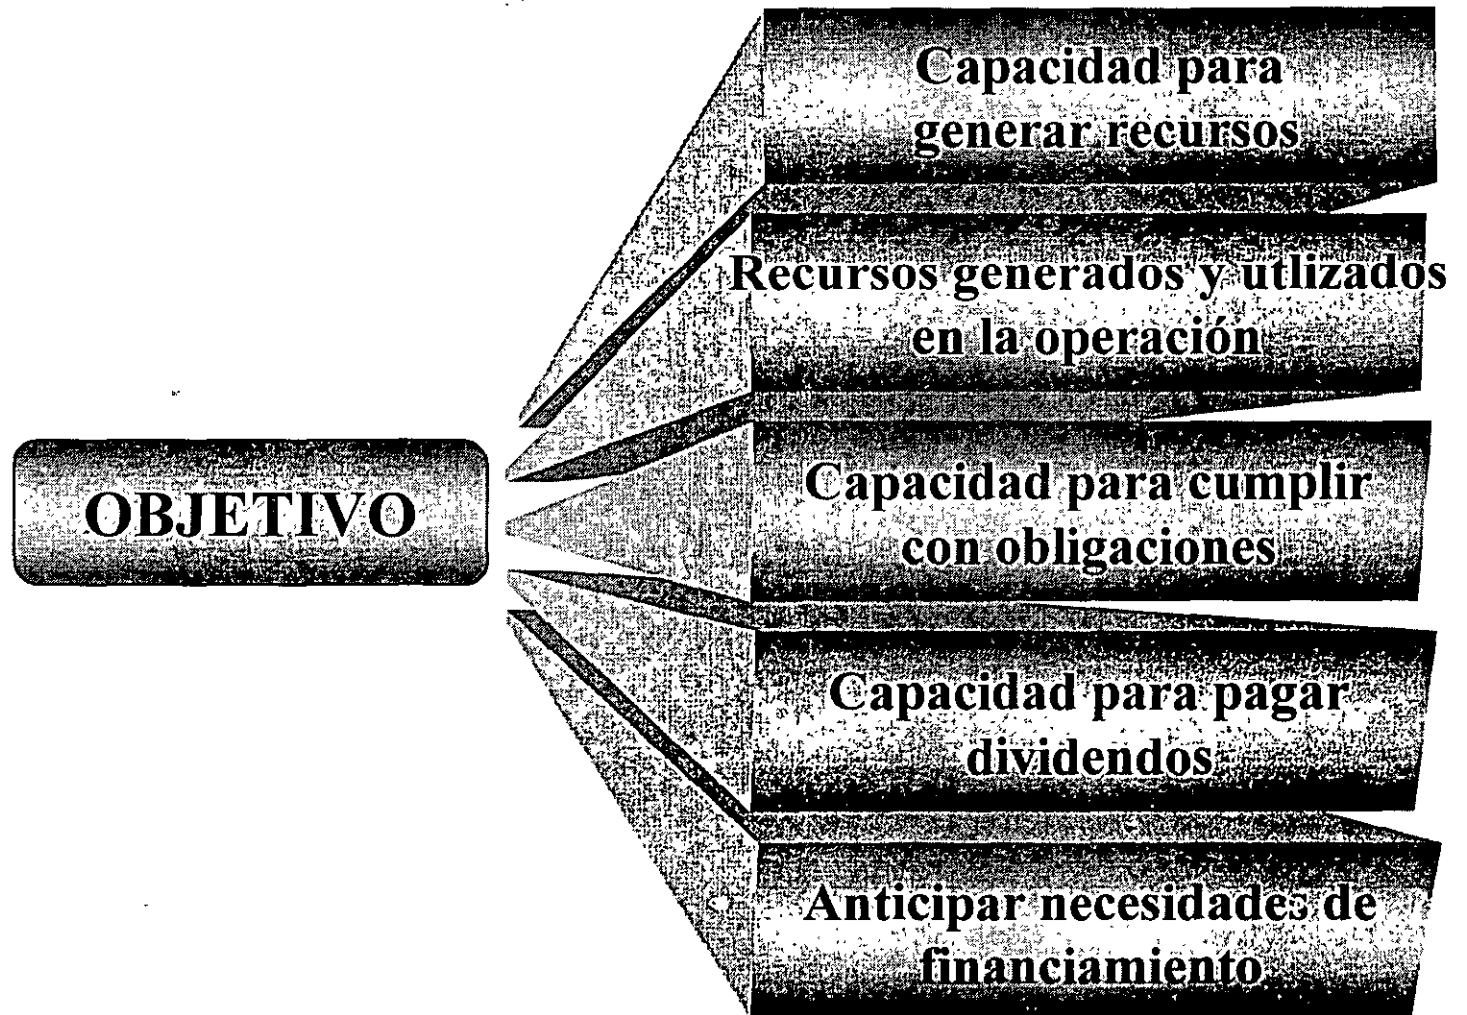 OBJETIVO
Capacidad para
generar recursos
Recursos generados y utlizados
en la operación
Capacidad para cumplir
con obligaciones
Capacidad para pagar
dividendos
Anticipar necesidades de
financiamiento